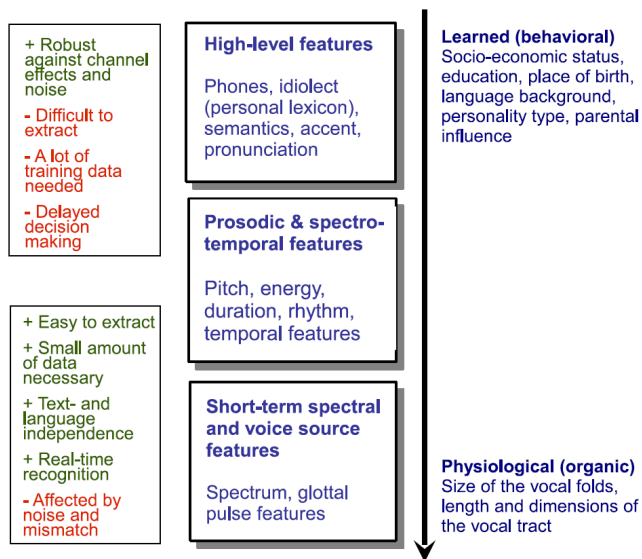 + Robust
against channel
effects and
noise
- Difficult to
extract
- A lot of
training data
needed
- Delayed
decision
making
High-level features
Phones, idiolect
(personal lexicon),
semantics, accent,
pronunciation
Learned (behavioral)
Socio-economic status,
education, place of birth,
language background,
personality type, parental
influence
Prosodic & spectro-
temporal features
Pitch, energy,
duration, rhythm,
temporal features
+ Easy to extract
+ Small amount
of data
necessary
+ Text- and
language
independence
+ Real-time
recognition
- Affected by
noise and
mismatch
Short-term spectral
and voice source
features
Spectrum, glottal
pulse features
Physiological (organic)
Size of the vocal folds,
length and dimensions of
the vocal tract